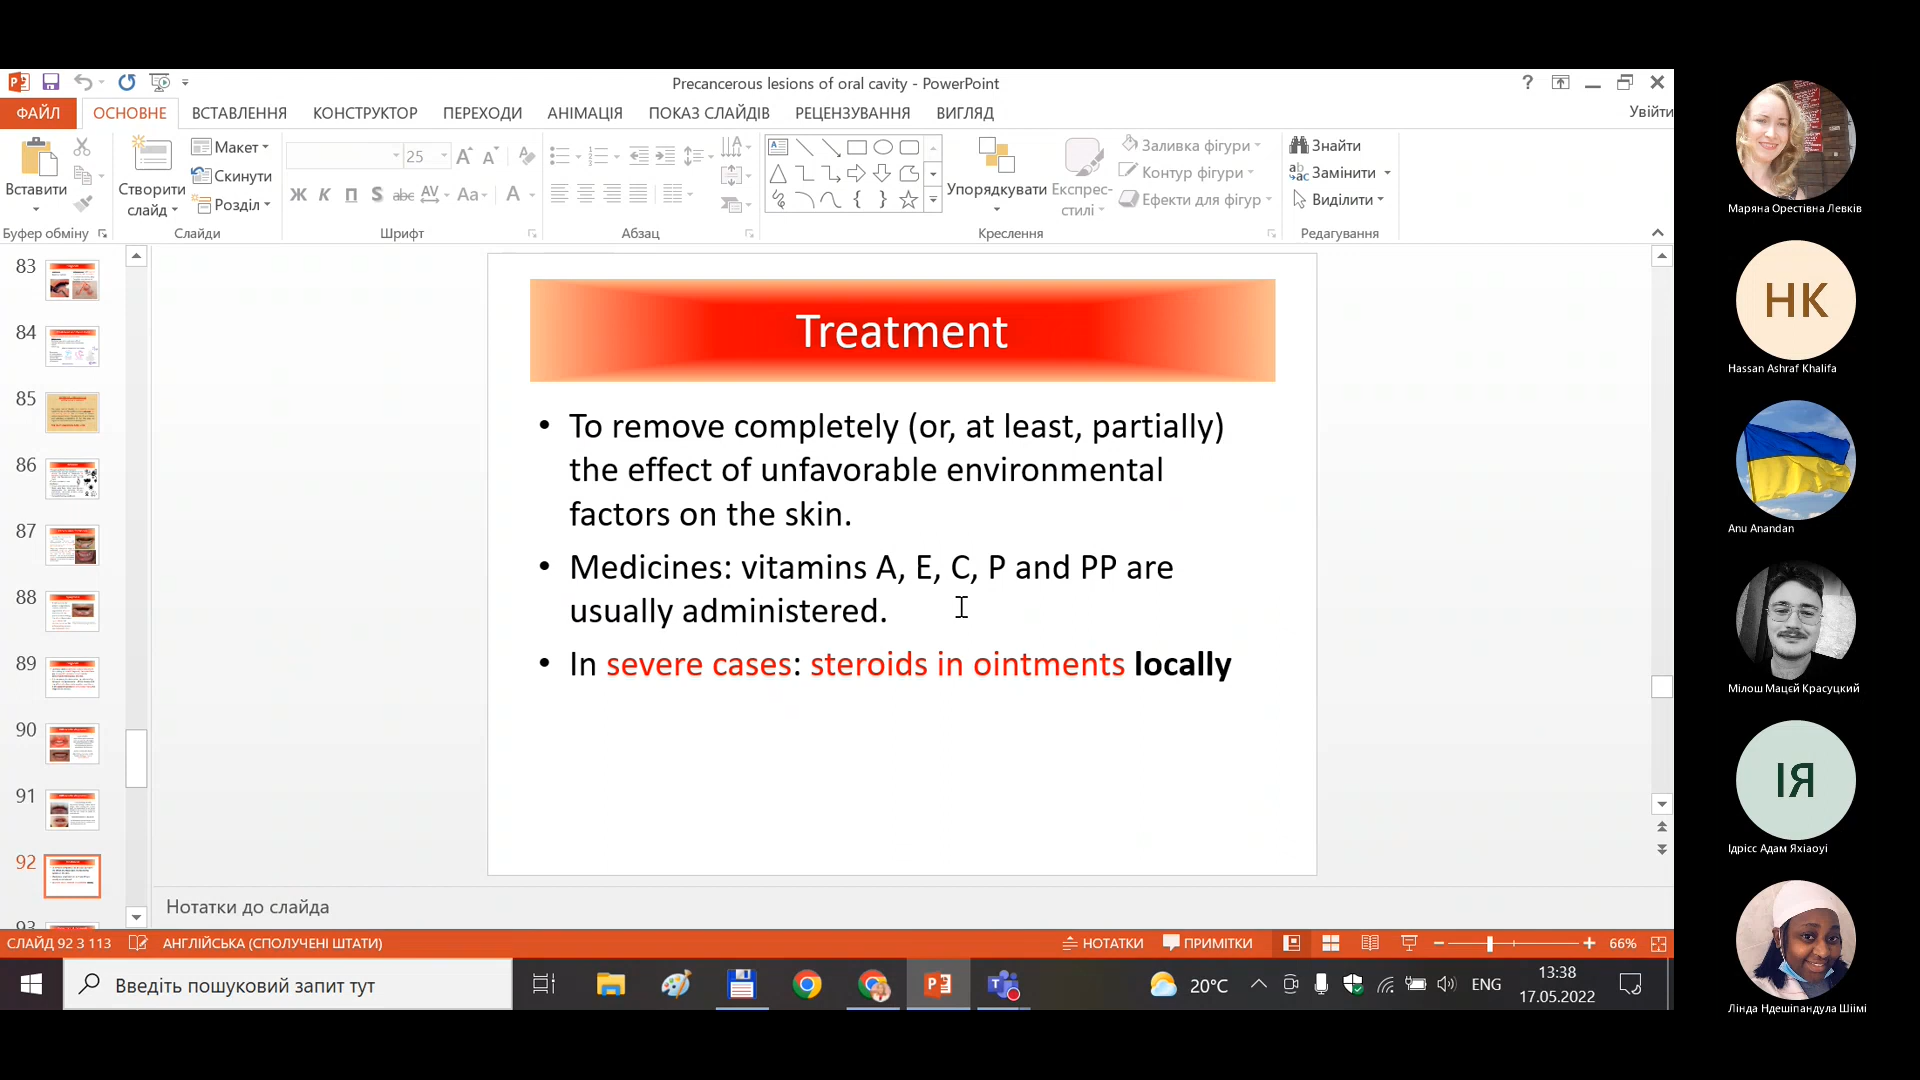 Precancerous lesions of oral cavity - PowerPoint
?
ФАЙЛ ОСНОВНЕ ВСТАВЛЕННЯ КОНСТРУКТОР ПЕРЕХОДИ АНІМАЦІЯ ПОКАЗ СЛАЙДІВ РЕЦЕНЗУВАННЯ ВИГЛЯД Увійти
Вставити
Створити
слайд
Макет
Скинути
Розділ
25
Ж К П S abc AV Aa A
Упорядкувати
Експрес-
стилі
Заливка фігури
Контур фігури
Ефекти для фігур
Знайти
Замінити
Виділити
Буфер обміну Слайди Шрифт Абзац Креслення Редагування
83
84
85
86
87
88
89
90
91
92
93
Treatment
• To remove completely (or, at least, partially)
the effect of unfavorable environmental
factors on the skin.
• Medicines: vitamins A, E, C, P and PP are
usually administered.
• In severe cases: steroids in ointments locally
Нотатки до слайда
СЛАЙД 92 З 113 АНГЛІЙСЬКА (СПОЛУЧЕНІ ШТАТИ) НОТАТКИ ПРИМІТКИ 66%
Введіть пошуковий запит тут
20°C ENG
13:38
17.05.2022
Маряна Орестівна Левків
НК
Hassan Ashraf Khalifa
Anu Anandan
Мілош Мацєй Красуцкий
ІЯ
Ідрісс Адам Яхіаоуі
Лінда Ндешіпандула Шіімі